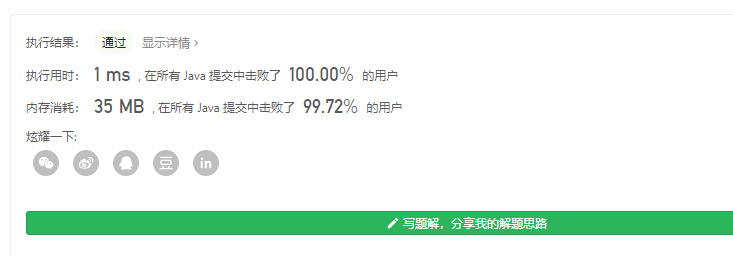 执行结果： 通过 显示详情 ›
执行用时： 1 ms , 在所有 Java 提交中击败了 100.00% 的用户
内存消耗： 35 MB , 在所有 Java 提交中击败了 99.72% 的用户
炫耀一下:
豆 in
写题解，分享我的解题思路